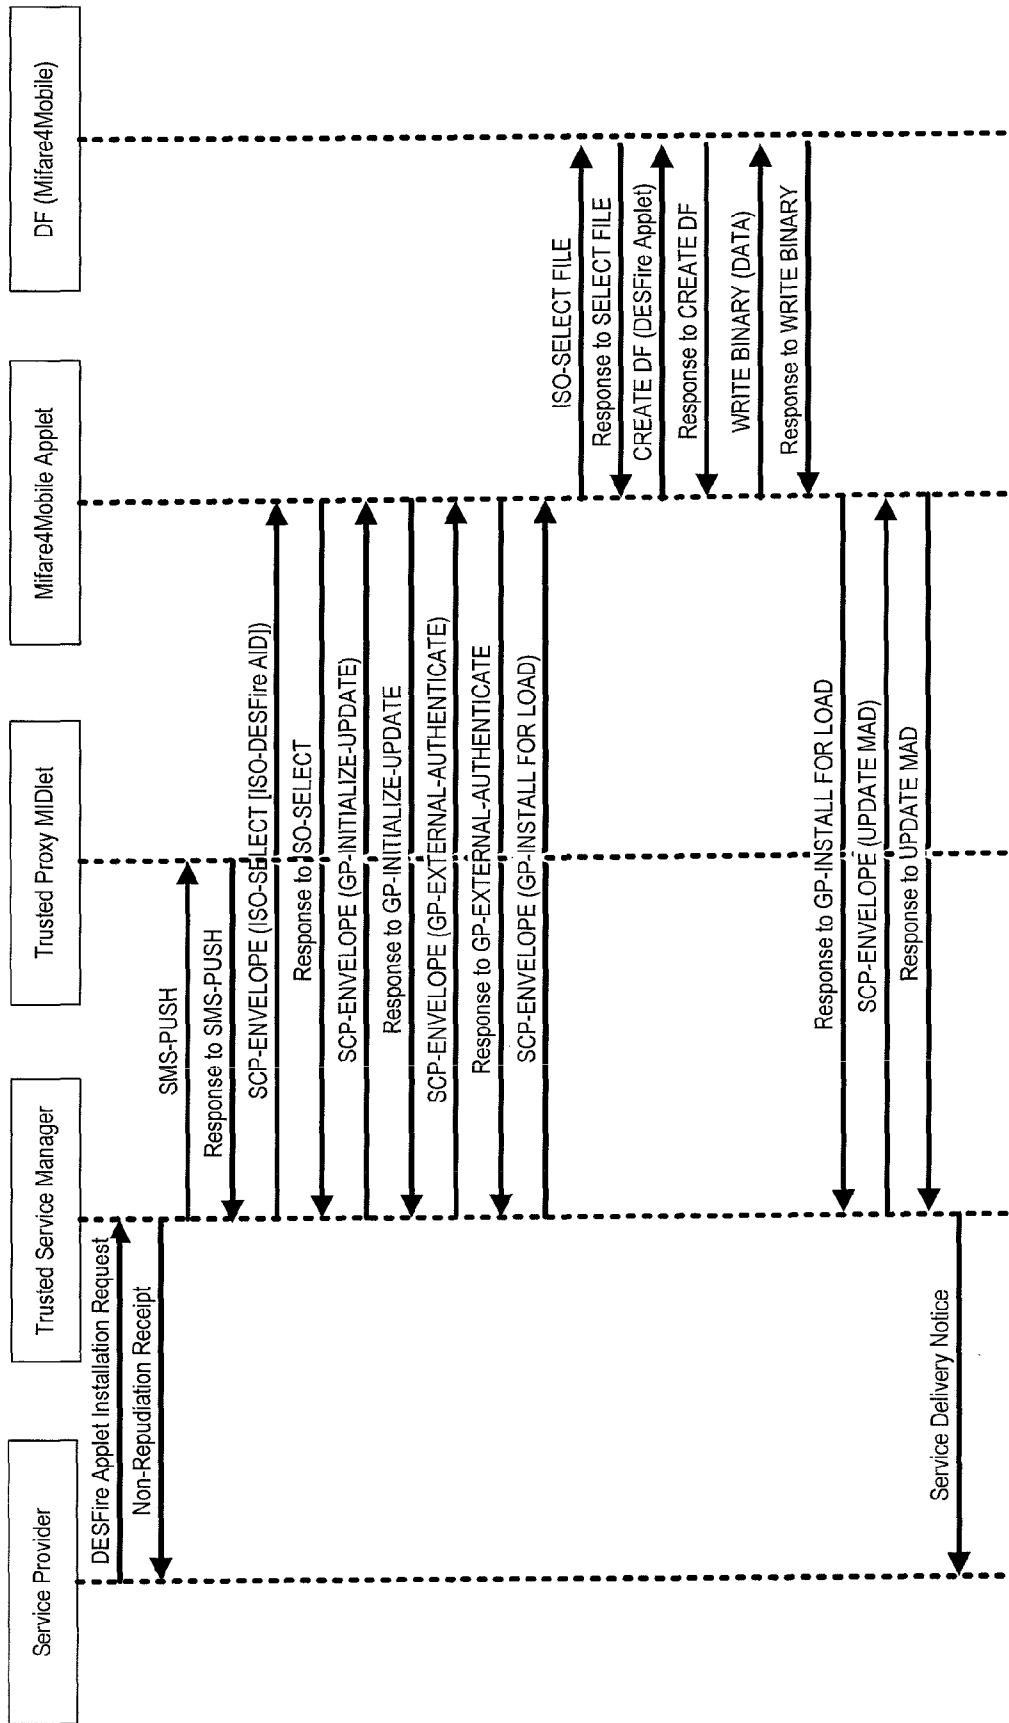 Service Provider
Trusted Service Manager
Trusted Proxy MIDlet
Mifare4Mobile Applet
DF (Mifare4Mobile)
DESFire Applet Installation Request
Non-Repudiation Receipt
SMS-PUSH
Response to SMS-PUSH
SCP-ENVELOPE (ISO-SELECT [ISO-DESFire AID])
Response to ISO-SELECT
SCP-ENVELOPE (GP-INITIALIZE-UPDATE)
Response to GP-INITIALIZE-UPDATE
SCP-ENVELOPE (GP-EXTERNAL-AUTHENTICATE)
Response to GP-EXTERNAL-AUTHENTICATE
SCP-ENVELOPE (GP-INSTALL FOR LOAD)
ISO-SELECT FILE
Response to SELECT FILE
CREATE DF (DESFire Applet)
Response to CREATE DF
WRITE BINARY (DATA)
Response to WRITE BINARY
Response to GP-INSTALL FOR LOAD
SCP-ENVELOPE (UPDATE MAD)
Response to UPDATE MAD
Service Delivery Notice